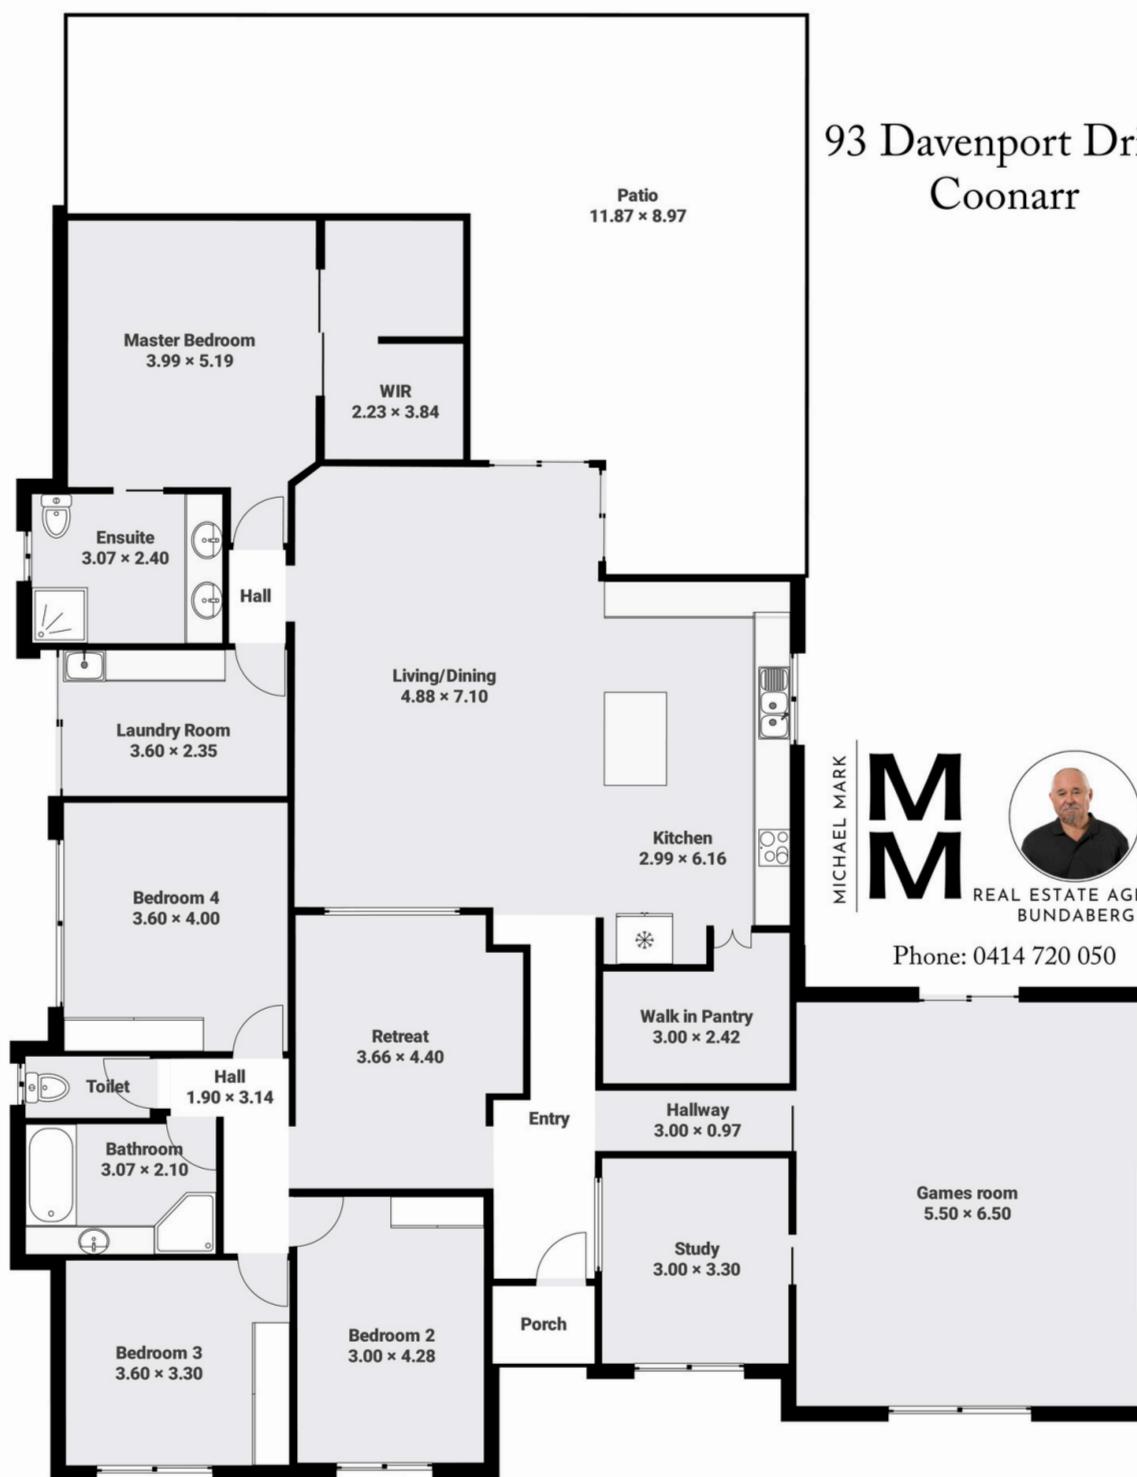 93 Davenport Dri
Coonarr
Patio
11.87 × 8.97
Master Bedroom
3.99 × 5.19
WIR
2.23 × 3.84
Ensuite
3.07 × 2.40
Hall
Living/Dining
4.88 × 7.10
Laundry Room
3.60 × 2.35
Kitchen
2.99 × 6.16
MICHAEL MARK
M
M
REAL ESTATE AGE
BUNDABERG
Phone: 0414 720 050
Bedroom 4
3.60 × 4.00
Walk in Pantry
3.00 × 2.42
Retreat
3.66 × 4.40
Toilet
Hall
1.90 × 3.14
Entry
Hallway
3.00 × 0.97
Bathroom
3.07 × 2.10
Games room
5.50 × 6.50
Study
3.00 × 3.30
Porch
Bedroom 2
3.00 × 4.28
Bedroom 3
3.60 × 3.30